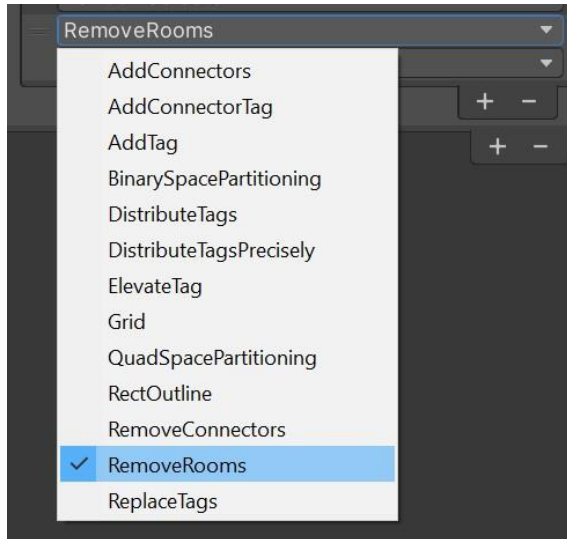 RemoveRooms
AddConnectors
AddConnectorTag
AddTag
BinarySpacePartitioning
DistributeTags
DistributeTagsPrecisely
ElevateTag
Grid
QuadSpacePartitioning
RectOutline
RemoveConnectors
RemoveRooms
ReplaceTags